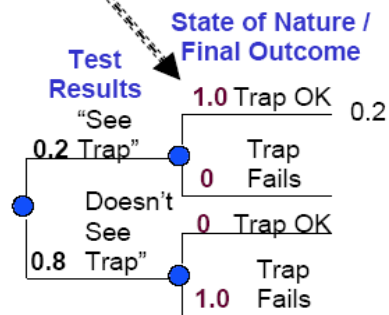 State of Nature /
Final Outcome
Test
Results
1.0 Trap OK
0.2
"See
0.2 Trap"
Trap
0 Fails
Doesn't
See
0.8 Trap"
0 Trap OK
Trap
1.0 Fails